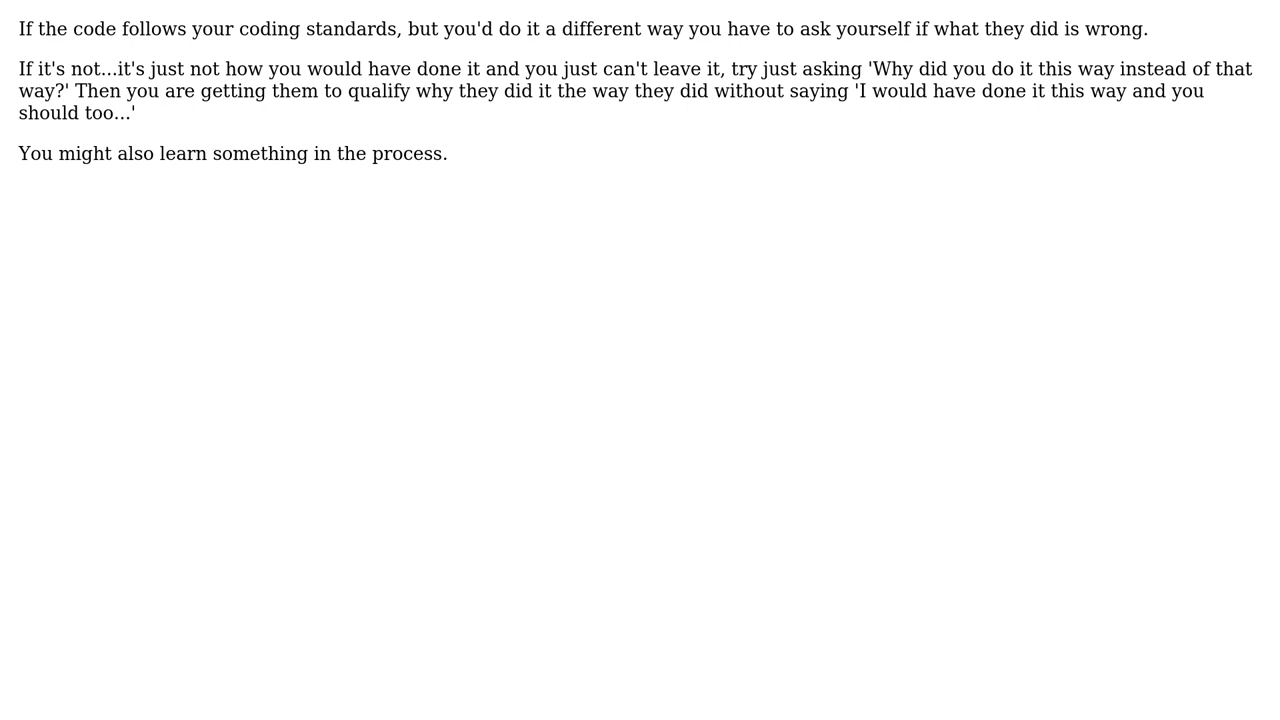 If the code follows your coding standards, but you'd do it a different way you have to ask yourself if what they did is wrong.
If it's not...it's just not how you would have done it and you just can't leave it, try just asking 'Why did you do it this way instead of that
way?' Then you are getting them to qualify why they did it the way they did without saying 'I would have done it this way and you
should too...'
You might also learn something in the process.